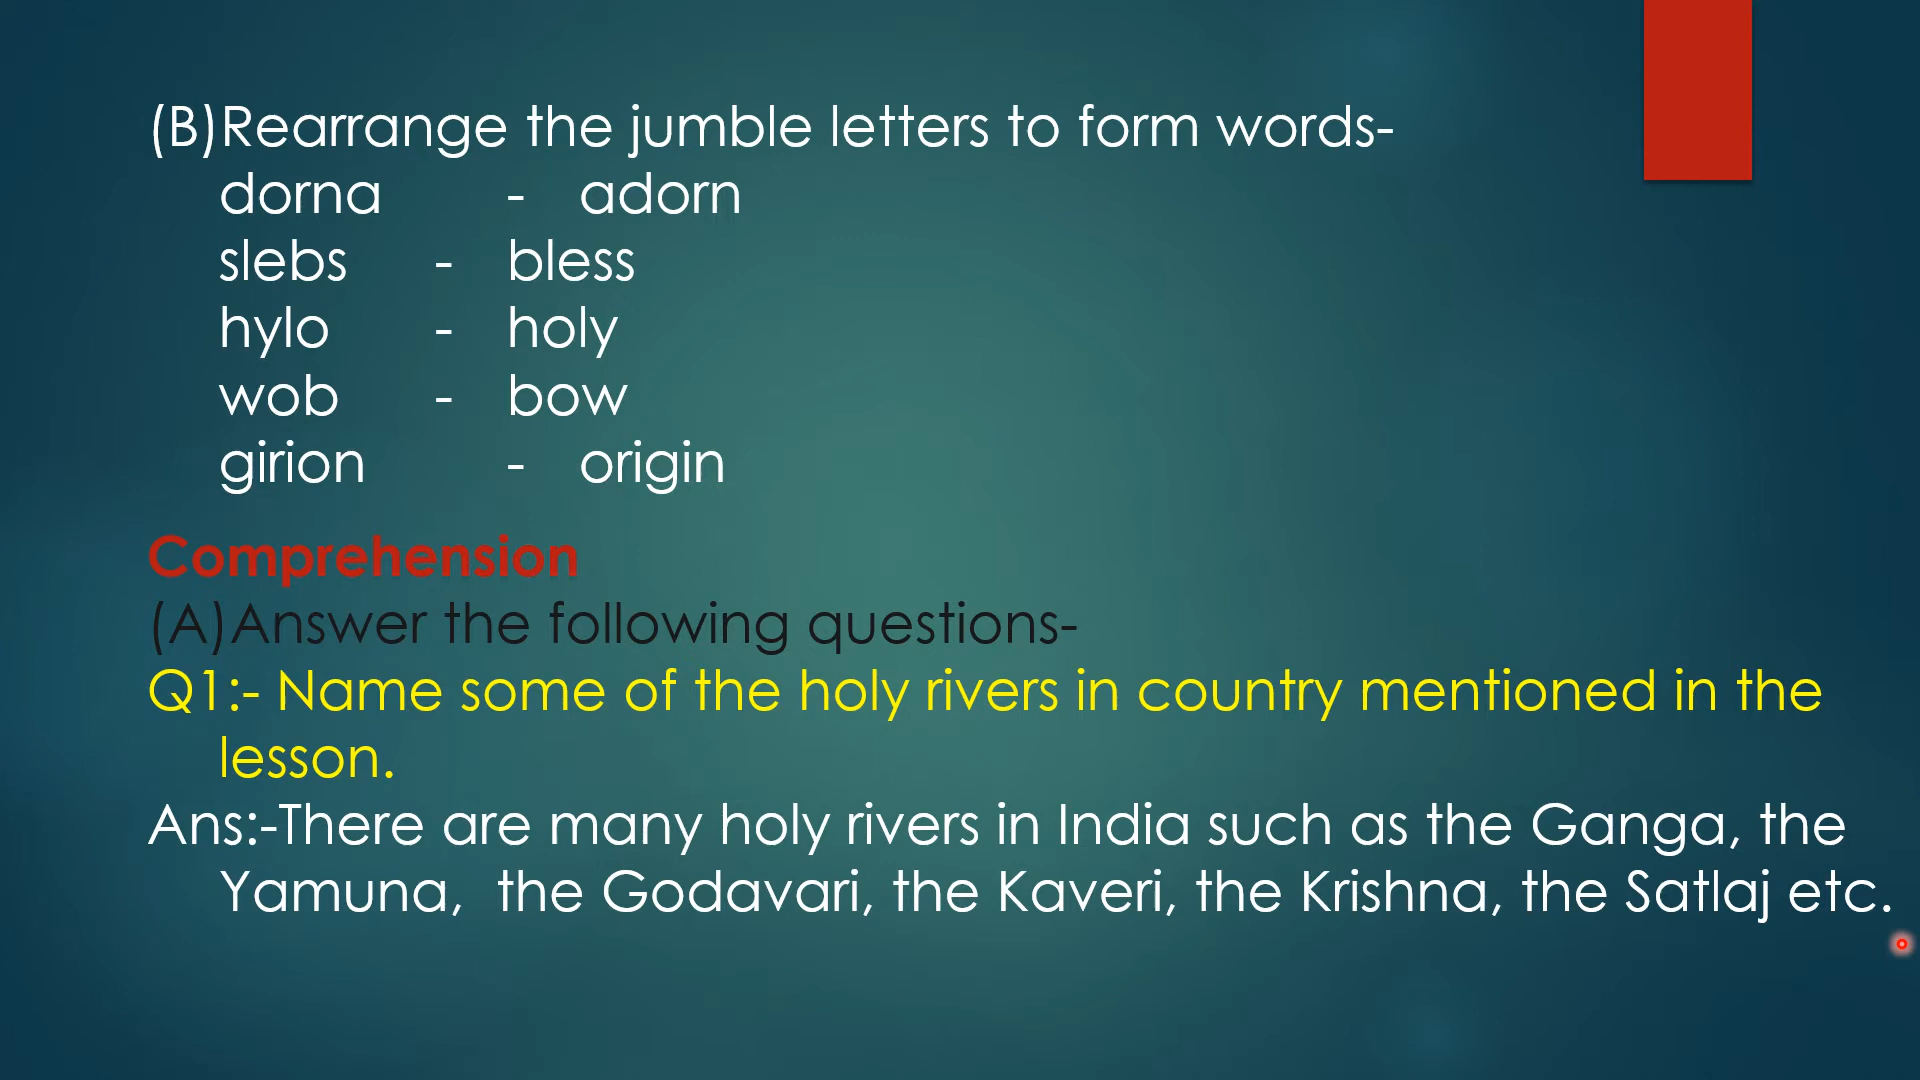 (B)Rearrange the jumble letters to form words-
dorna - adorn
slebs - bless
hylo - holy
wob - bow
girion - origin
Comprehension
(A)Answer the following questions-
Q1:- Name some of the holy rivers in country mentioned in the
lesson.
Ans:-There are many holy rivers in India such as the Ganga, the
Yamuna, the Godavari, the Kaveri, the Krishna, the Satlaj etc.